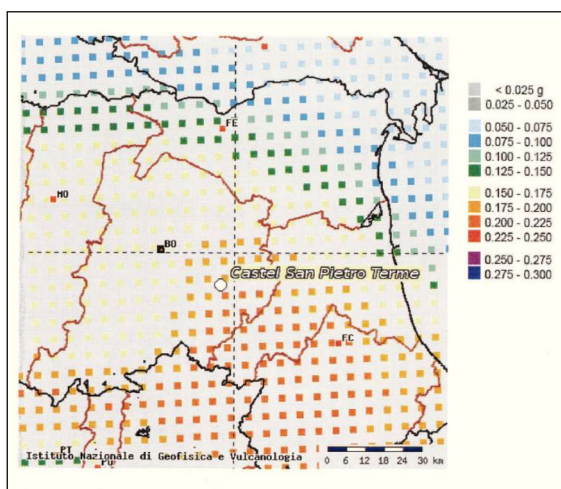 FE
MO
BO
Castel San Pietro Terme
FC
PT
Istituto Nazionale di Geofisica e Vulcanologia
0 6 12 18 24 30 km
< 0.025 g
0.025 - 0.050
0.050 - 0.075
0.075 - 0.100
0.100 - 0.125
0.125 - 0.150
0.150 - 0.175
0.175 - 0.200
0.200 - 0.225
0.225 - 0.250
0.250 - 0.275
0.275 - 0.300